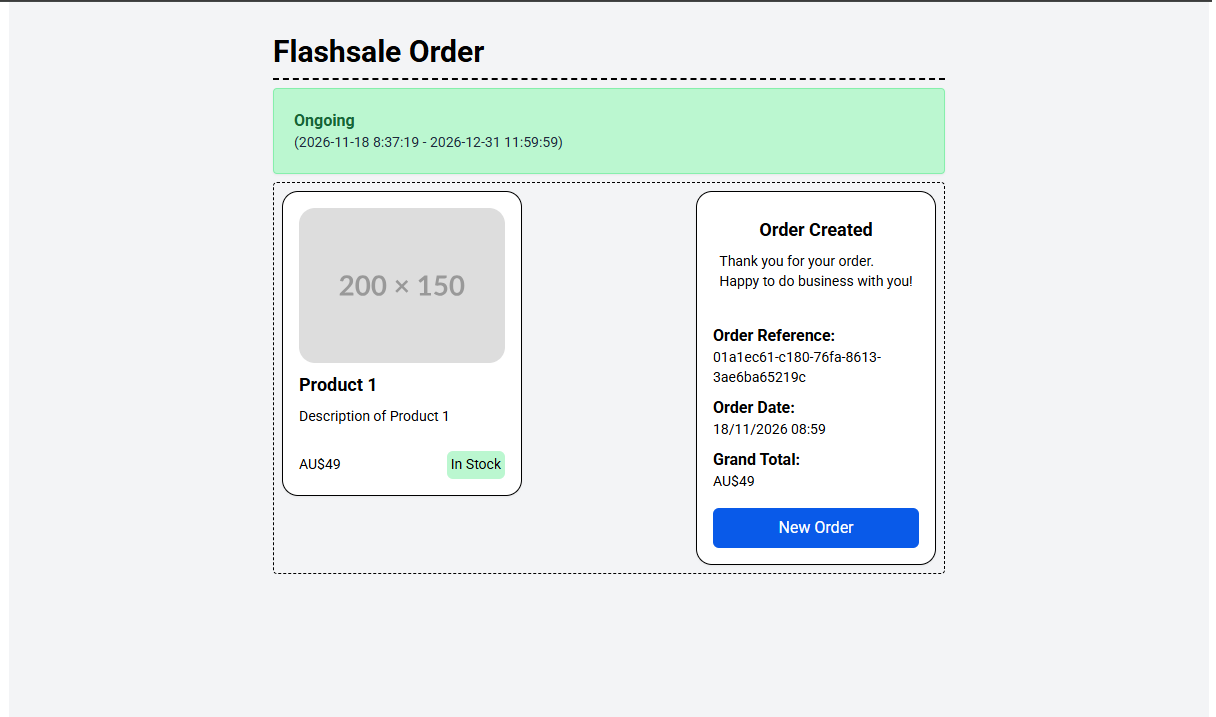 Flashsale Order
Ongoing
(2026-11-18 8:37:19 - 2026-12-31 11:59:59)
200 × 150
Product 1
Description of Product 1
AU$49
In Stock
Order Created
Thank you for your order.
Happy to do business with you!
Order Reference:
01a1ec61-c180-76fa-8613-
3ae6ba65219c
Order Date:
18/11/2026 08:59
Grand Total:
AU$49
New Order